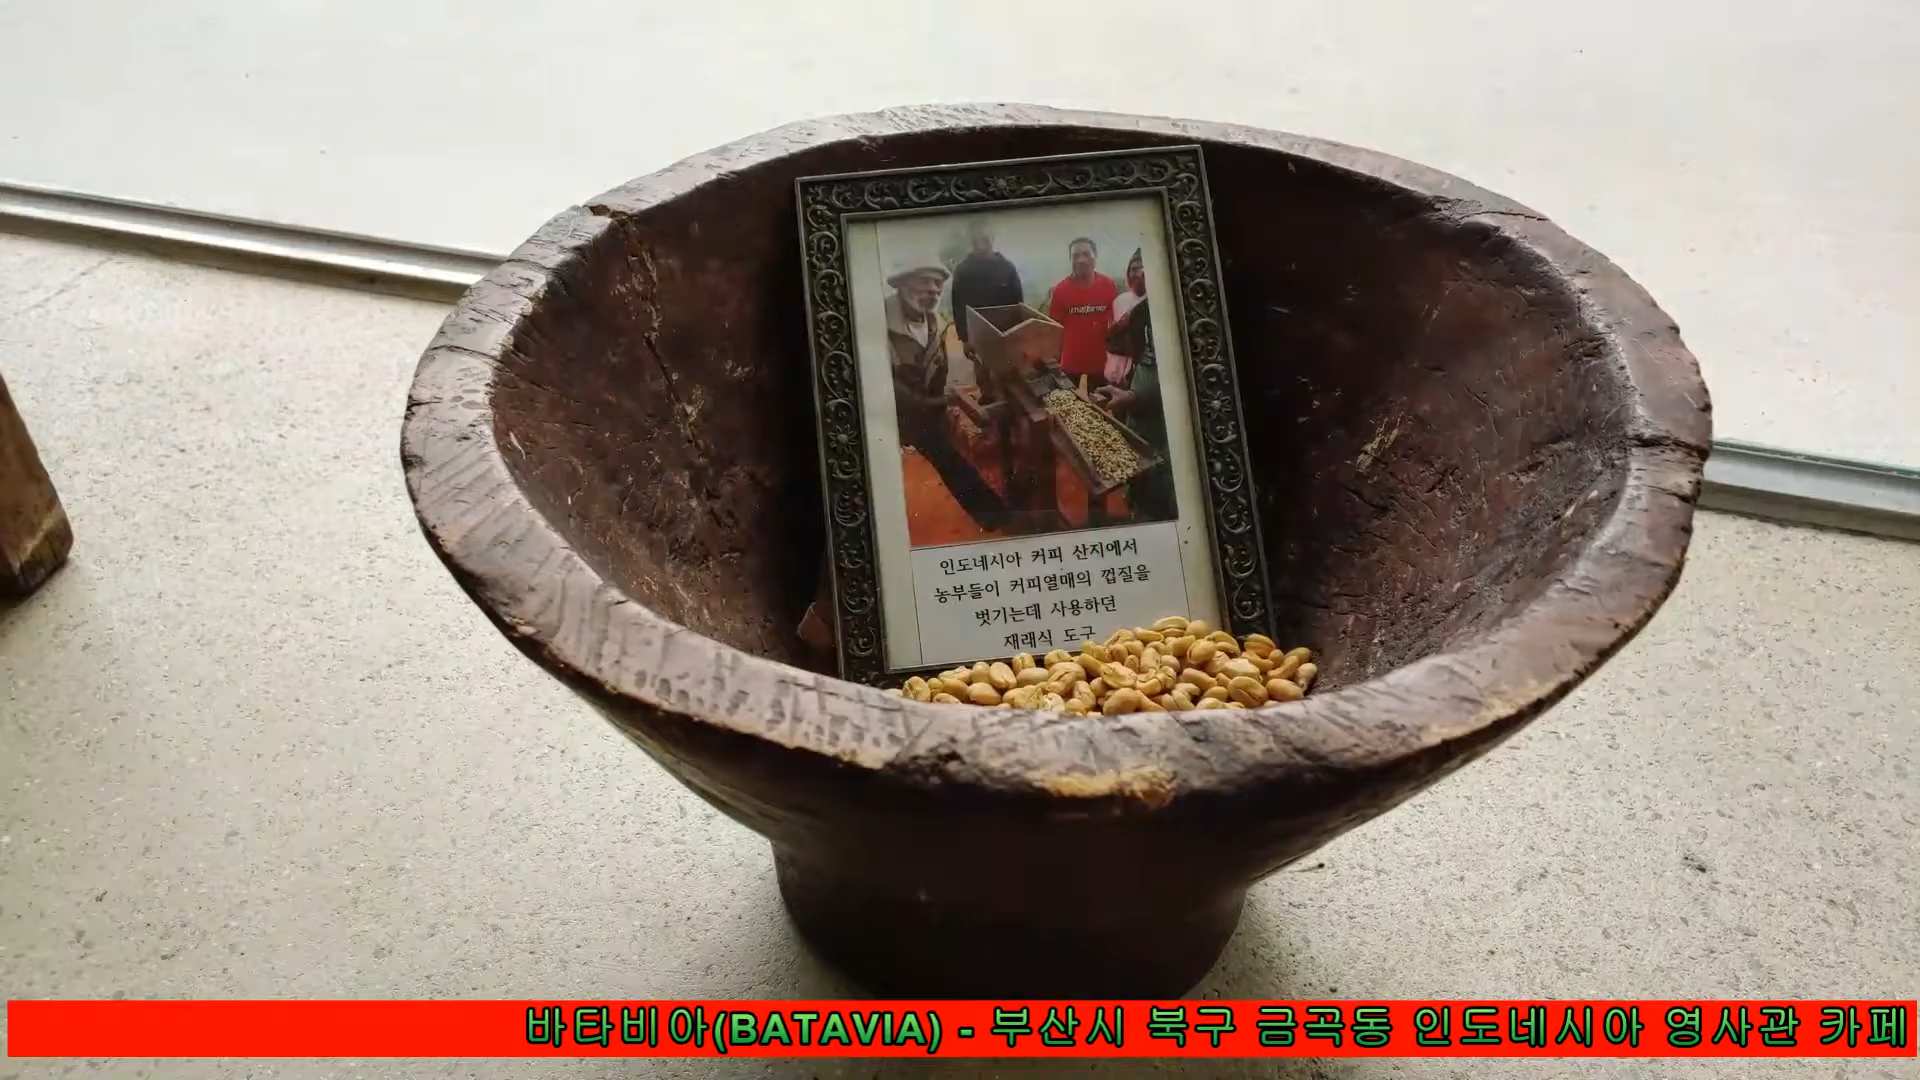 인도네시아 커피 산지에서
농부들이 커피열매의 껍질을
벗기는데 사용하던
재래식 도구
바타비아(BATAVIA) - 부산시 북구 금곡동 인도네시아 영사관 카페